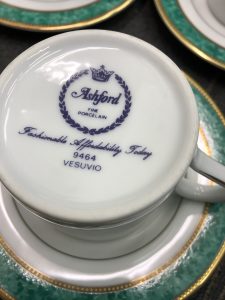 Ashford
FINE
PORCELAIN
Fashionable Affordability Today
9464
VESUVIO